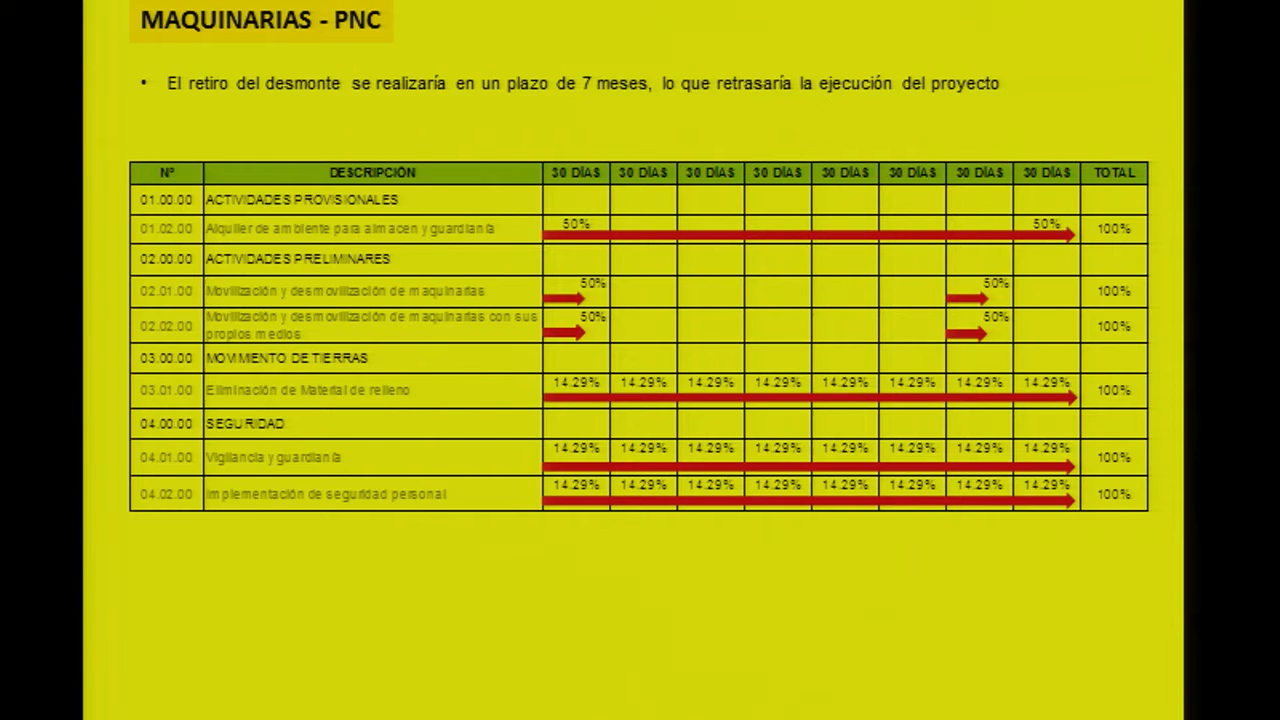 MAQUINARIAS - PNC
• El retiro del desmonte se realizaría en un plazo de 7 meses, lo que retrasaría la ejecución del proyecto
N° DESCRIPCIÓN 30 DÍAS 30 DÍAS 30 DÍAS 30 DÍAS 30 DÍAS 30 DÍAS 30 DÍAS 30 DÍAS TOTAL
01.00.00 ACTIVIDADES PROVISIONALES
01.02.00 Alquiler de ambiente para almacen y guardianía 50% 50% 100%
02.00.00 ACTIVIDADES PRELIMINARES
02.01.00 Movilización y desmovilización de maquinarias 50% 50% 100%
02.02.00 Movilización y desmovilización de maquinarias con sus
propios medios 50% 50% 100%
03.00.00 MOVIMIENTO DE TIERRAS
03.01.00 Eliminación de Material de relleno 14.29% 14.29% 14.29% 14.29% 14.29% 14.29% 14.29% 14.29% 100%
04.00.00 SEGURIDAD
04.01.00 Vigilancia y guardianía 14.29% 14.29% 14.29% 14.29% 14.29% 14.29% 14.29% 14.29% 100%
04.02.00 Implementación de seguridad personal 14.29% 14.29% 14.29% 14.29% 14.29% 14.29% 14.29% 14.29% 100%